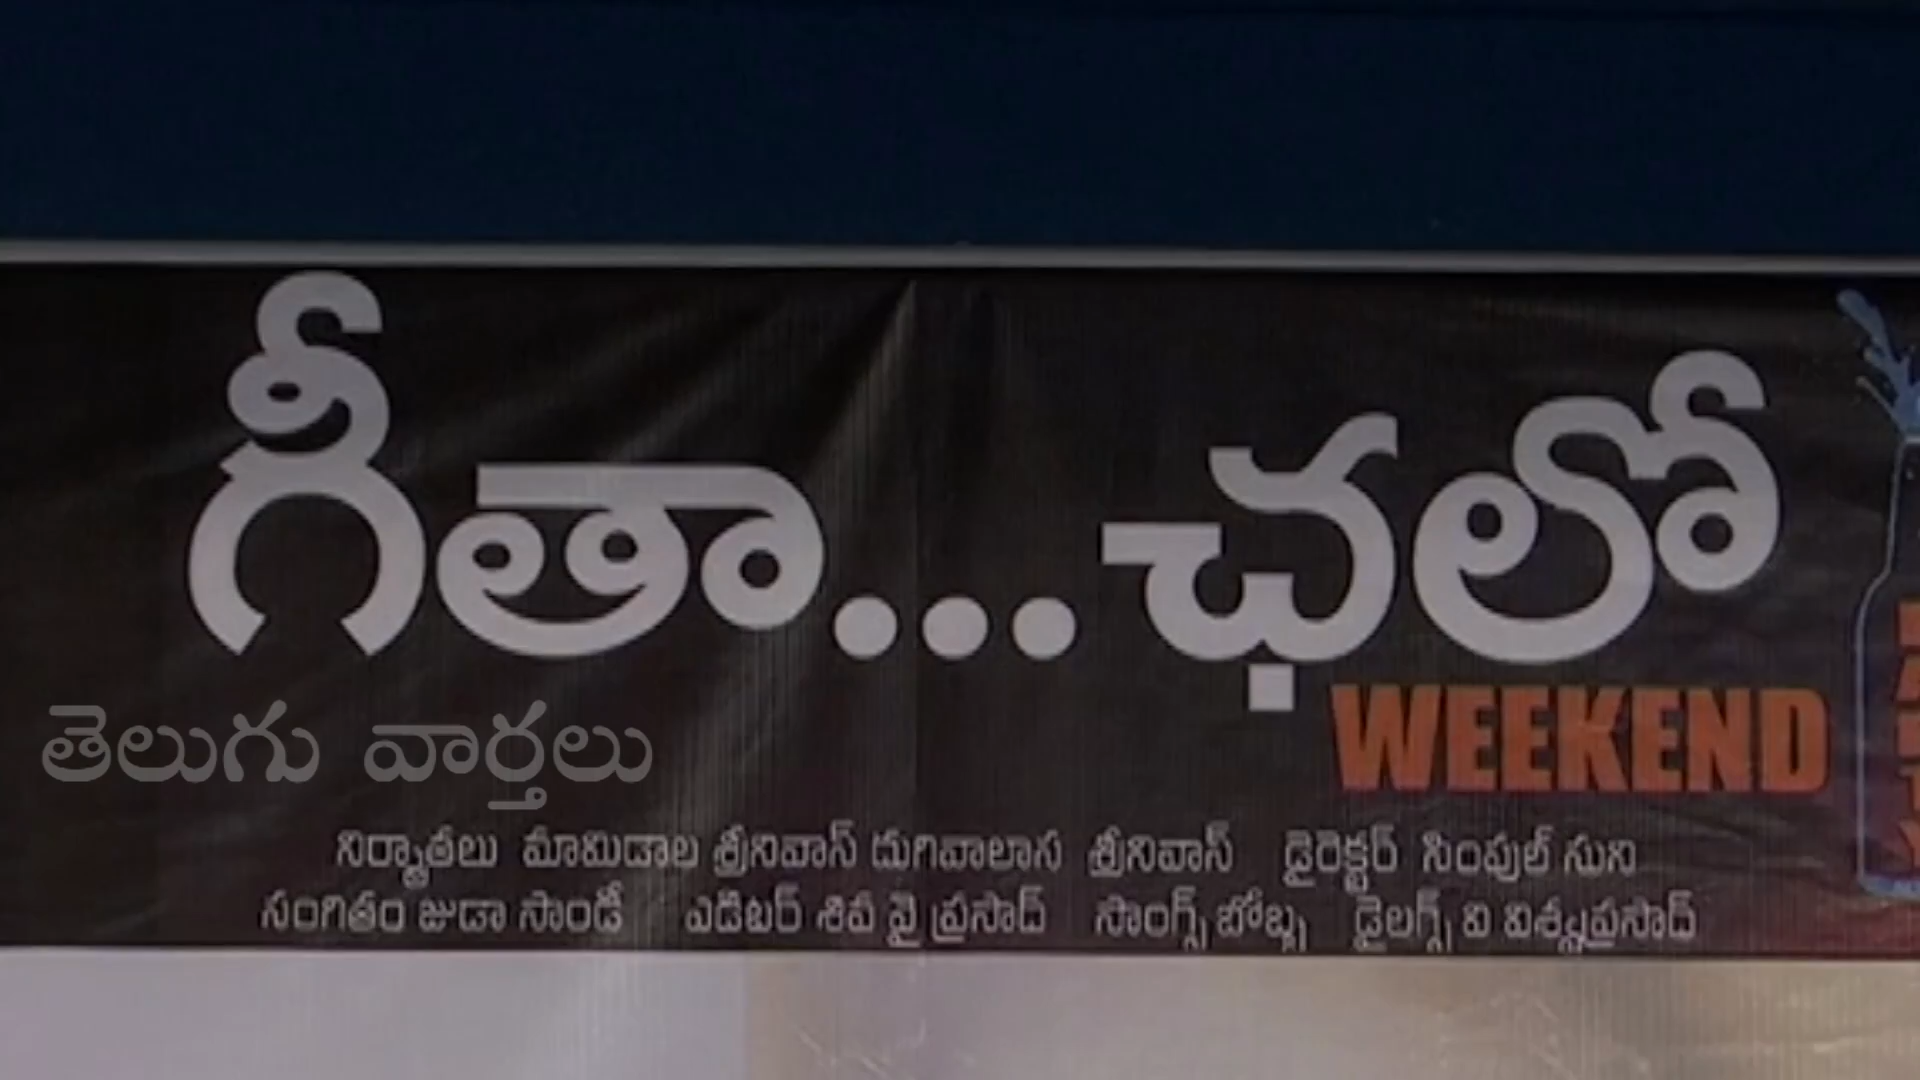 గీతా...ఛలో
WEEKEND
తెలుగు వార్తలు
నిర్మాతలు మామిడాల శ్రీనివాస్ దుగివాలాస శ్రీనివాస్ డైరెక్టర్ సింపుల్ సుని
సంగితం జుడా సాండీ ఎడిటర్ శివ వై ప్రసాద్ సాంగ్స్ బోబ్బ డైలగ్స్ వి విశ్వప్రసాద్